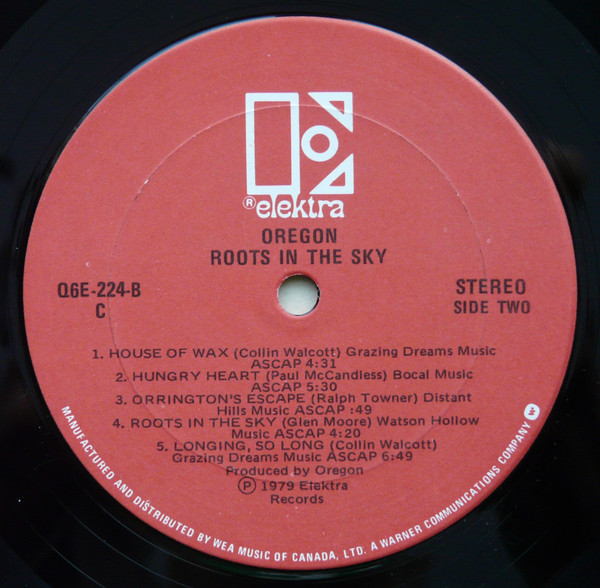 ® elektra
OREGON
ROOTS IN THE SKY
Q6E-224-B
C
STEREO
SIDE TWO
1. HOUSE OF WAX (Collin Walcott) Grazing Dreams Music
ASCAP 4:31
2. HUNGRY HEART (Paul McCandless) Bocal Music
ASCAP 5:30
3. ORRINGTON'S ESCAPE (Ralph Towner) Distant
Hills Music ASCAP :49
4. ROOTS IN THE SKY (Glen Moore) Watson Hollow
Music ASCAP 4:20
5. LONGING, SO LONG (Collin Walcott)
Grazing Dreams Music ASCAP 6:49
Produced by Oregon
Ⓟ 1979 Elektra
Records
MANUFACTURED AND DISTRIBUTED BY WEA MUSIC OF CANADA, LTD. A WARNER COMMUNICATIONS COMPANY